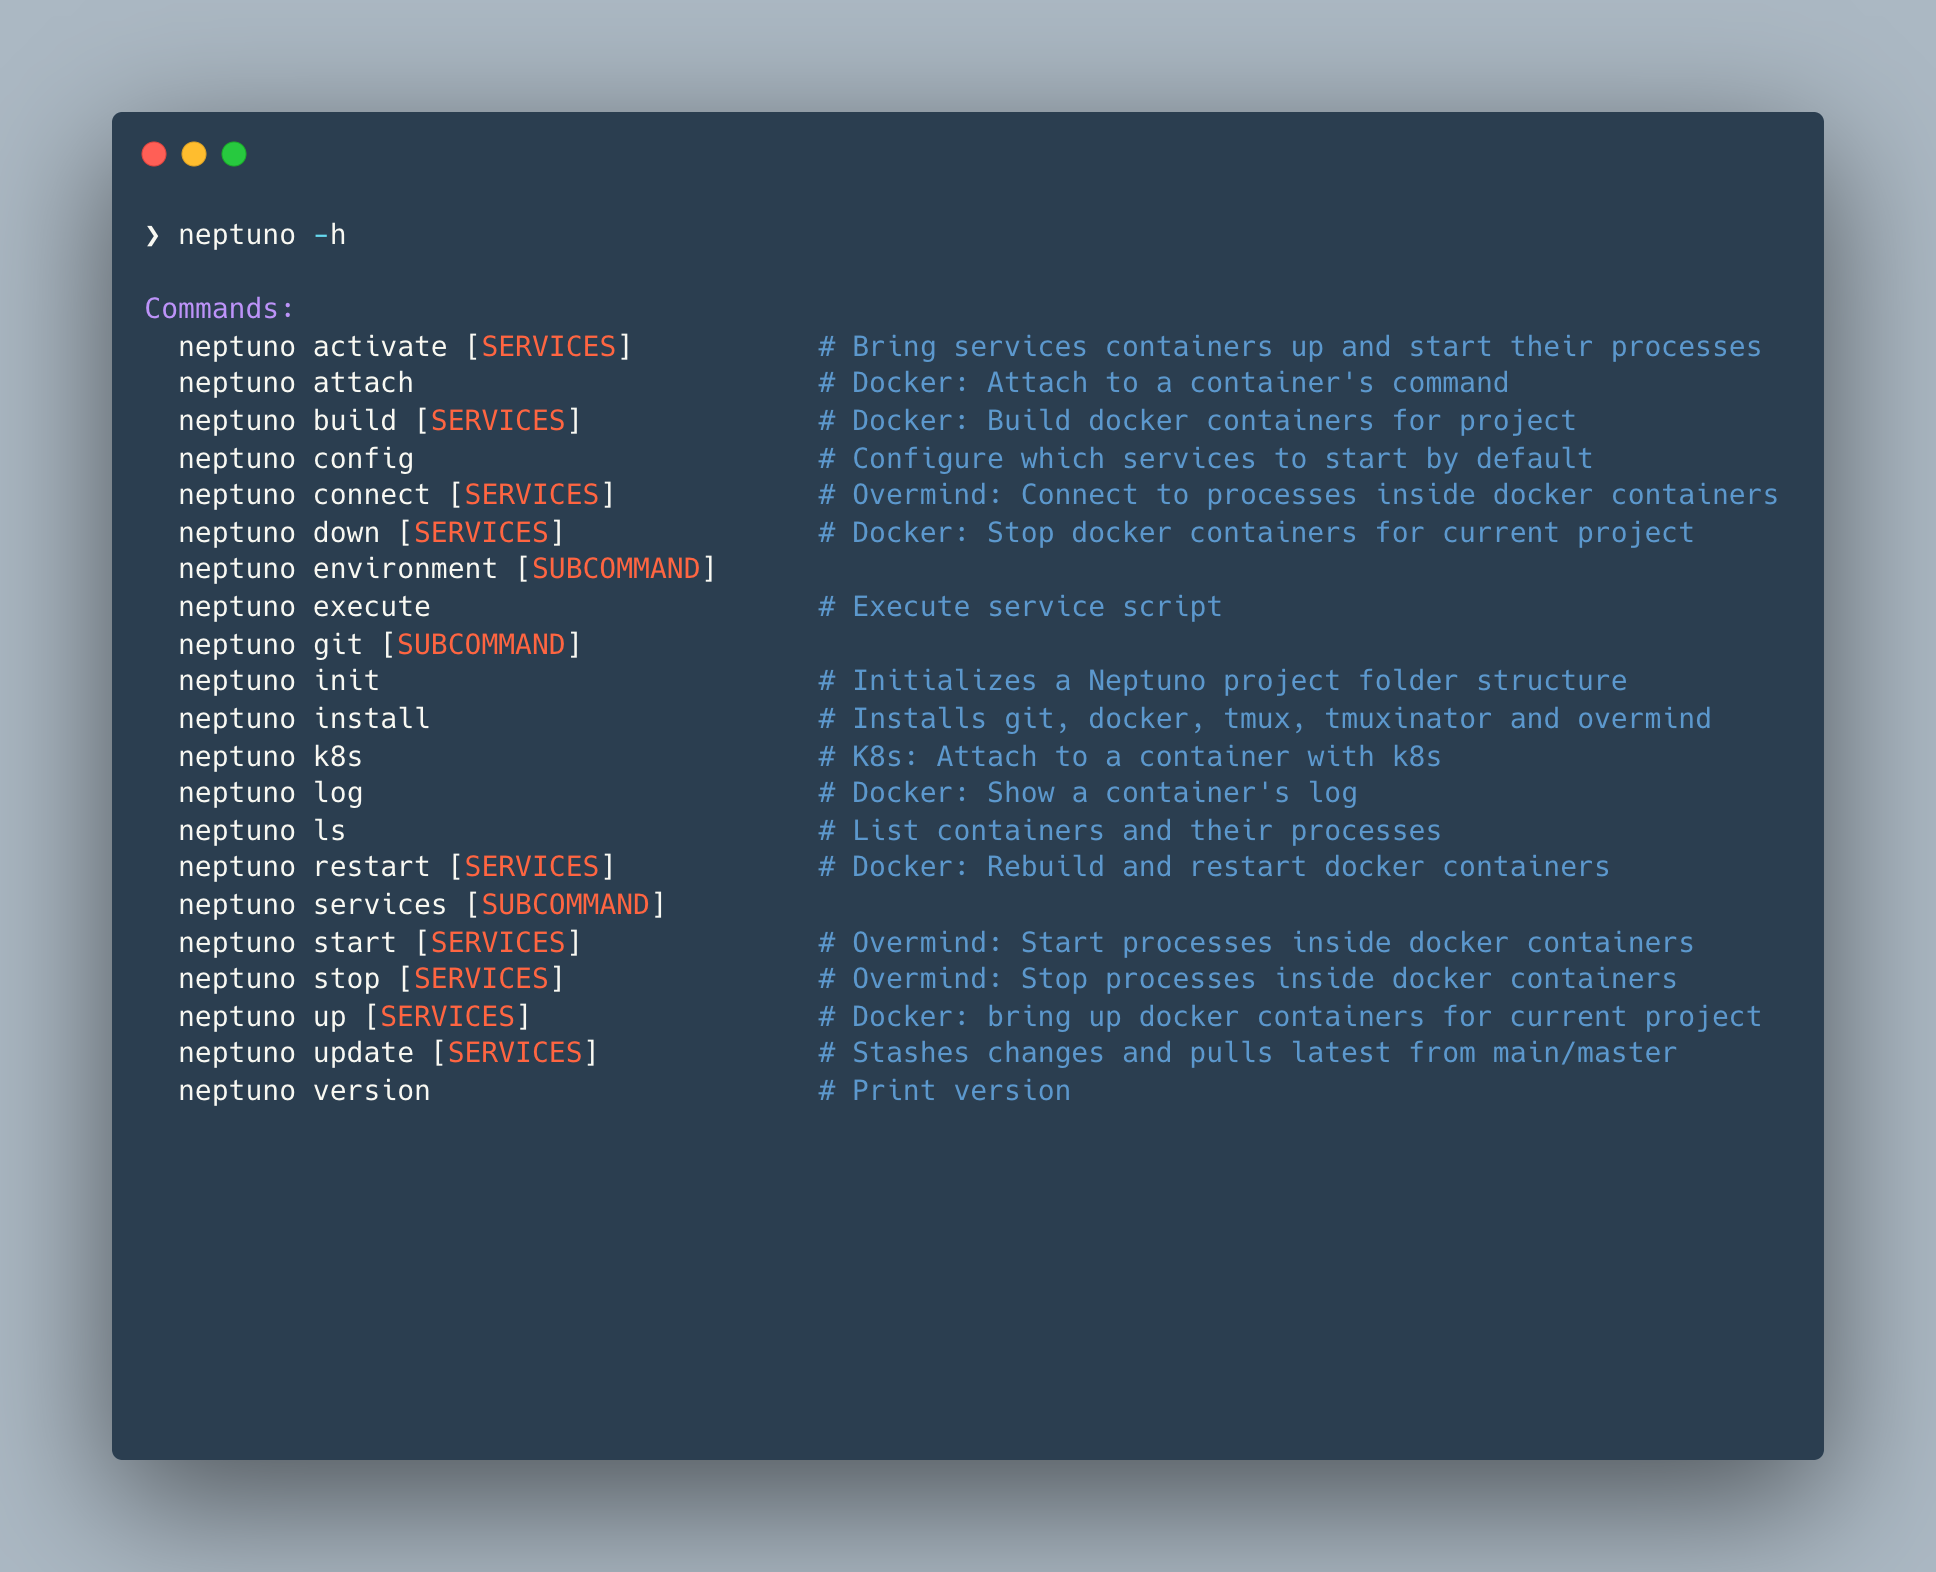 ❯ neptuno -h
Commands:
neptuno activate [SERVICES] # Bring services containers up and start their processes
neptuno attach # Docker: Attach to a container's command
neptuno build [SERVICES] # Docker: Build docker containers for project
neptuno config # Configure which services to start by default
neptuno connect [SERVICES] # Overmind: Connect to processes inside docker containers
neptuno down [SERVICES] # Docker: Stop docker containers for current project
neptuno environment [SUBCOMMAND]
neptuno execute # Execute service script
neptuno git [SUBCOMMAND]
neptuno init # Initializes a Neptuno project folder structure
neptuno install # Installs git, docker, tmux, tmuxinator and overmind
neptuno k8s # K8s: Attach to a container with k8s
neptuno log # Docker: Show a container's log
neptuno ls # List containers and their processes
neptuno restart [SERVICES] # Docker: Rebuild and restart docker containers
neptuno services [SUBCOMMAND]
neptuno start [SERVICES] # Overmind: Start processes inside docker containers
neptuno stop [SERVICES] # Overmind: Stop processes inside docker containers
neptuno up [SERVICES] # Docker: bring up docker containers for current project
neptuno update [SERVICES] # Stashes changes and pulls latest from main/master
neptuno version # Print version